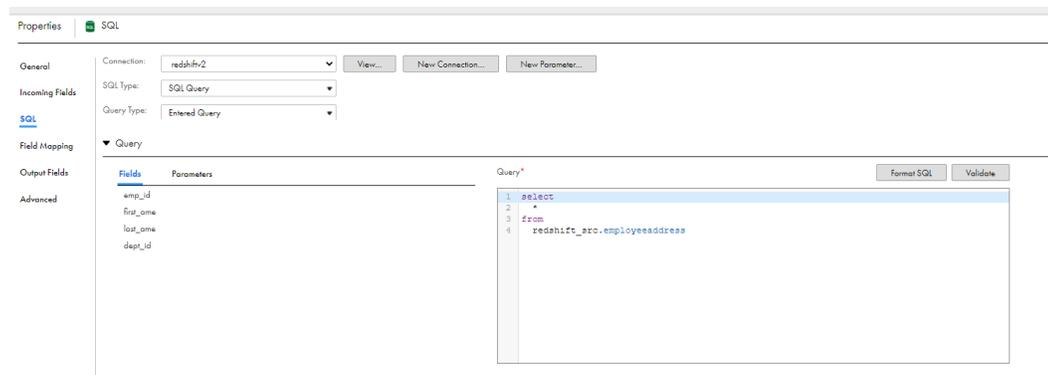 Properties SQL
General
Incoming Fields
SQL
Field Mapping
Output Fields
Advanced
Connection: redshiftv2 View... New Connection... New Parameter...
SQL Type: SQL Query
Query Type: Entered Query
Query
Fields Parameters
emp_id
first_ame
last_ame
dept_id
Query* Format SQL Validate
1 select
2 *
3 from
4 redshift_src.employeeaddress